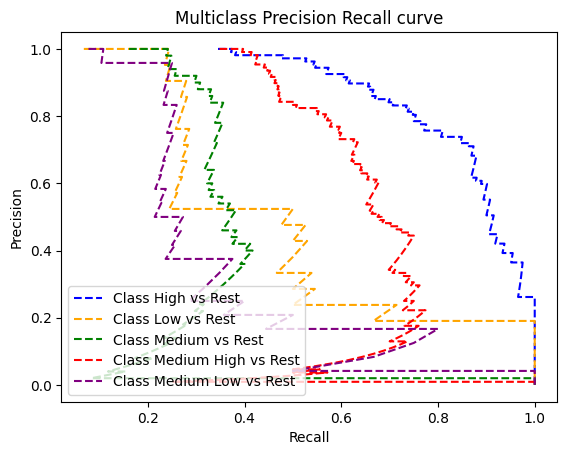 Multiclass Precision Recall curve
1.0
0.8
0.6
0.4
0.2
0.0
Precision
Class High vs Rest
Class Low vs Rest
Class Medium vs Rest
Class Medium High vs Rest
Class Medium Low vs Rest
0.2
0.4
0.6
0.8
1.0
Recall